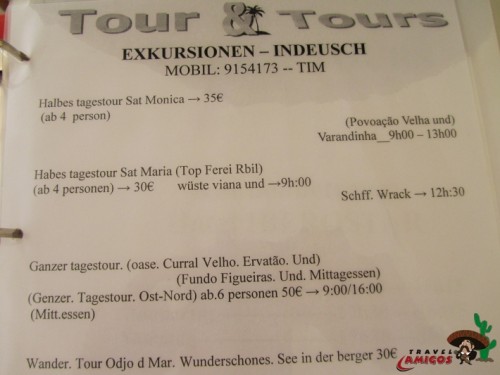 Tour & Tours
EXKURSIONEN – INDEUSCH
MOBIL: 9154173 -- TIM
Halbes tagestour Sat Monica → 35€
(ab 4 person)
(Povoação Velha und)
Varandinha__9h00 – 13h00
Habes tagestour Sat Maria (Top Ferei Rbil)
(ab 4 personen) → 30€ wüste viana und →9h:00
Schff. Wrack → 12h:30
Ganzer tagestour. (oase. Curral Velho. Ervatão. Und)
(Fundo Figueiras. Und. Mittagessen)
(Genzer. Tagestour. Ost-Nord) ab.6 personen 50€ → 9:00/16:00
(Mitt.essen)
Wander. Tour Odjo d Mar. Wunderschones. See in der berger 30€
TRAVEL
AMIGOS